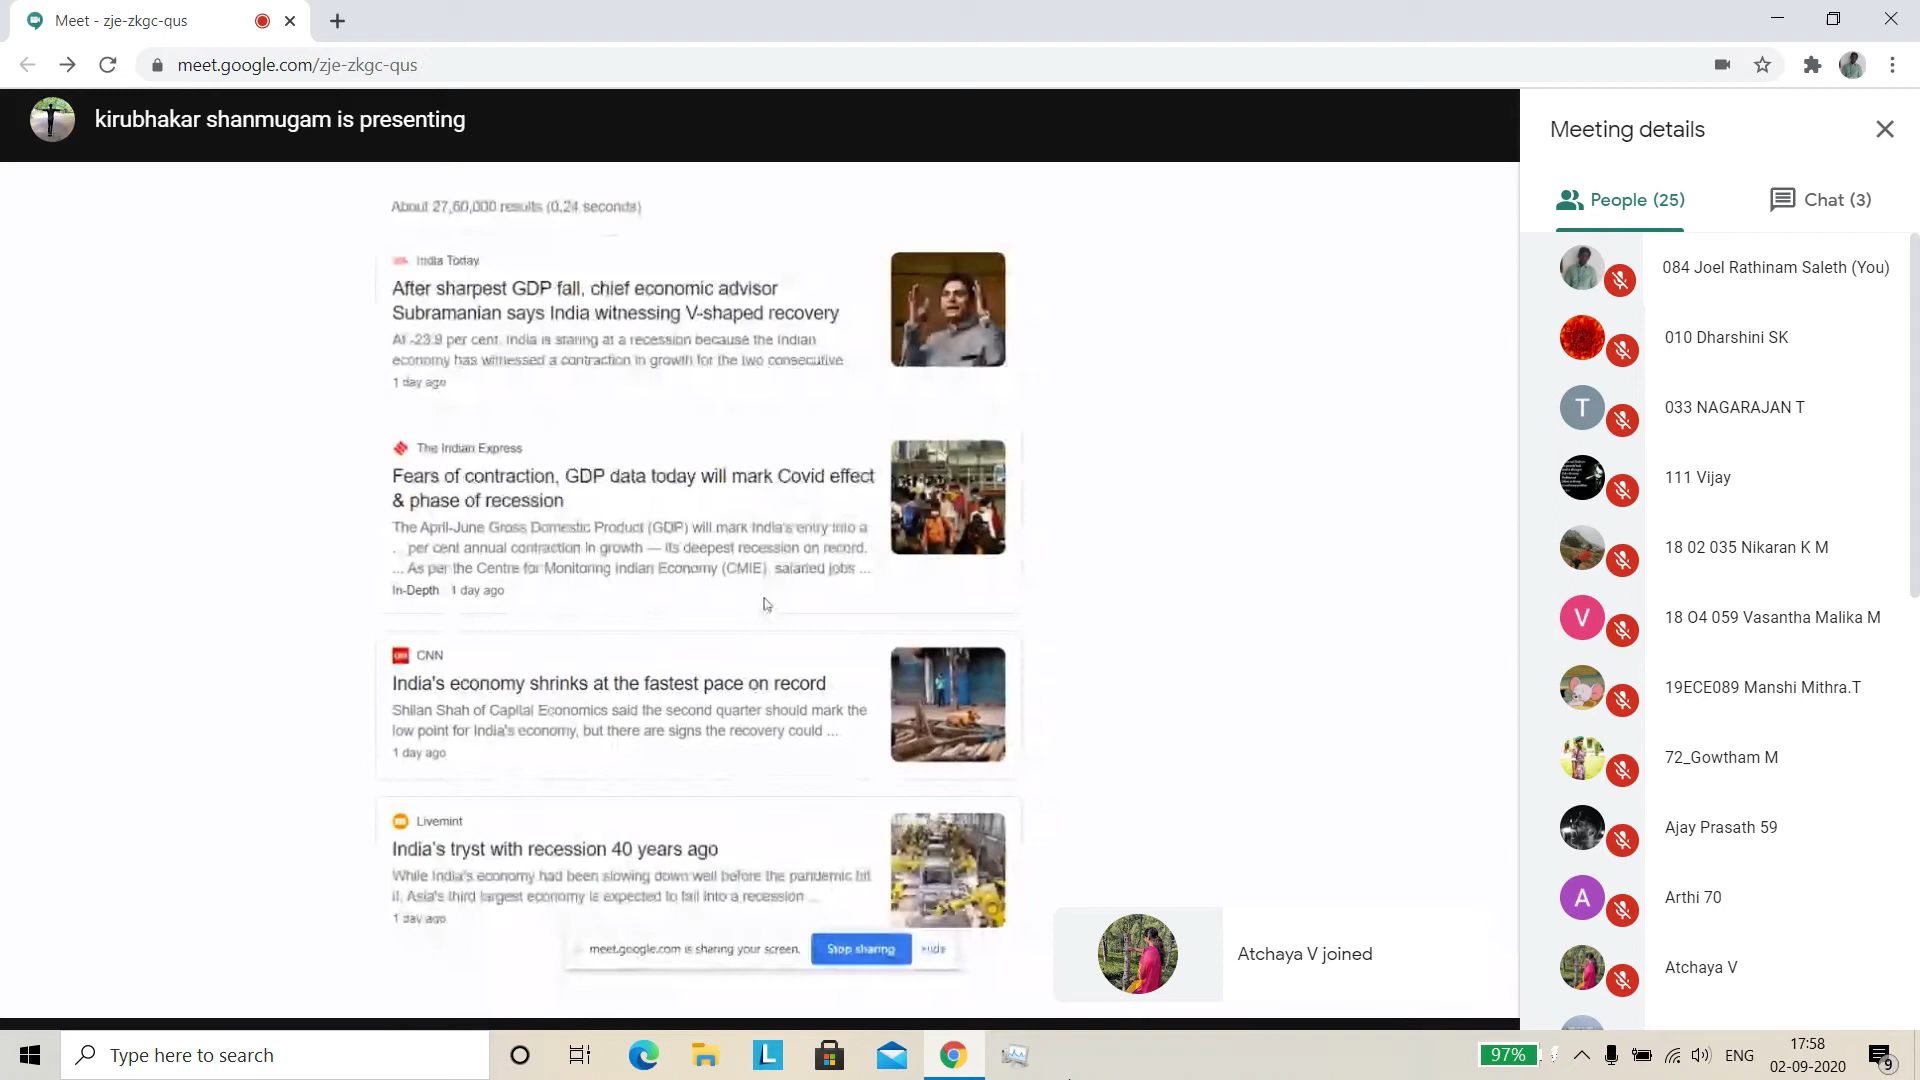 Meet - zje-zkgc-qus
meet.google.com/zje-zkgc-qus
kirubhakar shanmugam is presenting
About 27,60,000 results (0.24 seconds)
India Today
After sharpest GDP fall, chief economic advisor
Subramanian says India witnessing V-shaped recovery
At -23.9 per cent, India is staring at a recession because the Indian
economy has witnessed a contraction in growth for the two consecutive
1 day ago
The Indian Express
Fears of contraction, GDP data today will mark Covid effect
& phase of recession
The April-June Gross Domestic Product (GDP) will mark India's entry into a
... per cent annual contraction in growth — its deepest recession on record.
... As per the Centre for Monitoring Indian Economy (CMIE), salaried jobs ...
In-Depth 1 day ago
CNN
India's economy shrinks at the fastest pace on record
Shilan Shah of Capital Economics said the second quarter should mark the
low point for India's economy, but there are signs the recovery could ...
1 day ago
Livemint
India's tryst with recession 40 years ago
While India's economy had been slowing down well before the pandemic hit
it, Asia's third largest economy is expected to fall into a recession ...
1 day ago
meet.google.com is sharing your screen.
Stop sharing
Hide
Atchaya V joined
Meeting details
People (25)
Chat (3)
084 Joel Rathinam Saleth (You)
010 Dharshini SK
T
033 NAGARAJAN T
111 Vijay
18 02 035 Nikaran K M
V
18 O4 059 Vasantha Malika M
19ECE089 Manshi Mithra.T
72_Gowtham M
Ajay Prasath 59
A
Arthi 70
Atchaya V
Type here to search
L
97%
ENG
17:58
02-09-2020
9